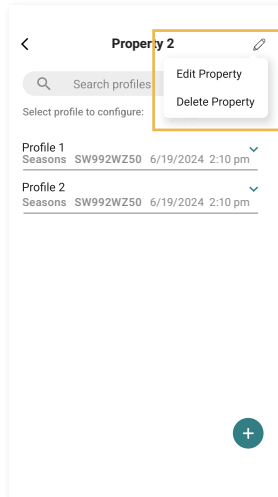 Property 2
Edit Property
Delete Property
Search profiles
Select profile to configure:
Profile 1
Seasons SW992WZ50 6/19/2024 2:10 pm
Profile 2
Seasons SW992WZ50 6/19/2024 2:10 pm